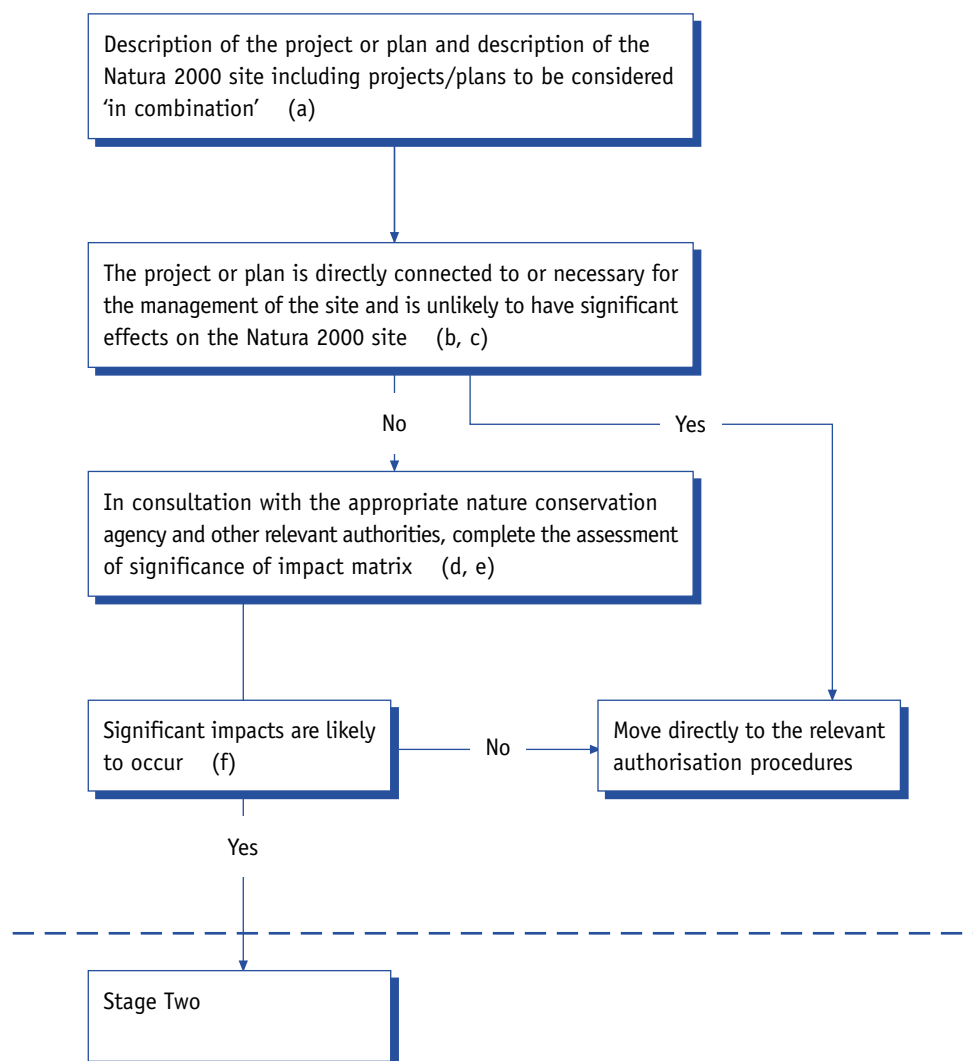 Description of the project or plan and description of the
Natura 2000 site including projects/plans to be considered
‘in combination’ (a)
The project or plan is directly connected to or necessary for
the management of the site and is unlikely to have significant
effects on the Natura 2000 site (b, c)
No
Yes
In consultation with the appropriate nature conservation
agency and other relevant authorities, complete the assessment
of significance of impact matrix (d, e)
Significant impacts are likely
to occur (f)
No
Move directly to the relevant
authorisation procedures
Yes
Stage Two